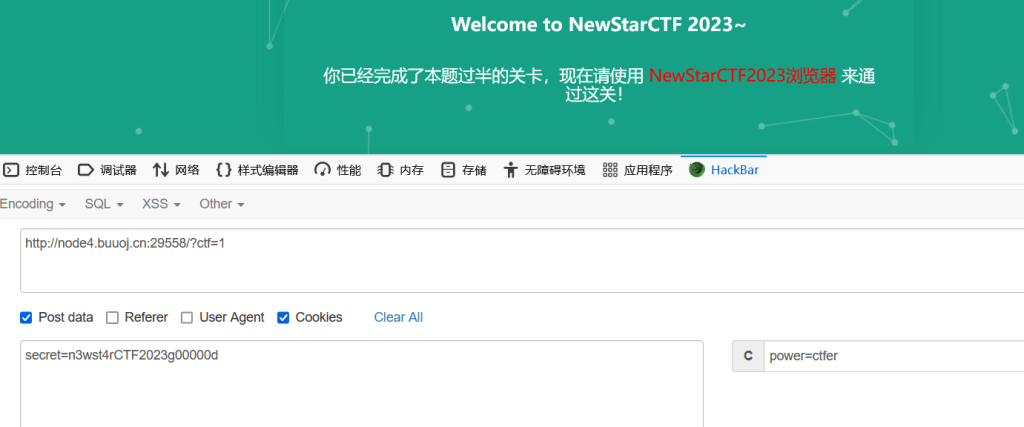 Welcome to NewStarCTF 2023~
你已经完成了本题过半的关卡，现在请使用 NewStarCTF2023浏览器 来通
过这关！
控制台 调试器 网络 样式编辑器 性能 内存 存储 无障碍环境 应用程序 HackBar
Encoding SQL XSS Other
http://node4.buuoj.cn:29558/?ctf=1
Post data Referer User Agent Cookies Clear All
secret=n3wst4rCTF2023g00000d C power=ctfer